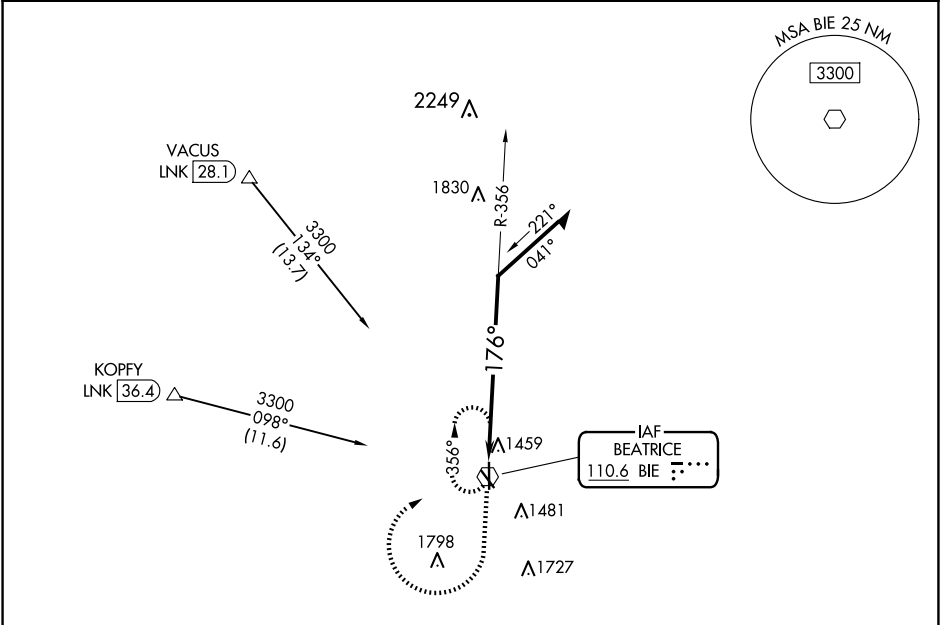 MSA BIE 25 NM
3300
2249
VACUS
LNK 28.1
1830
R-356
3300
134°
(13.7)
221°
041°
176°
KOPFY
LNK 36.4
3300
098°
(11.6)
356°
1459
IAF
BEATRICE
110.6 BIE
1481
1798
1727